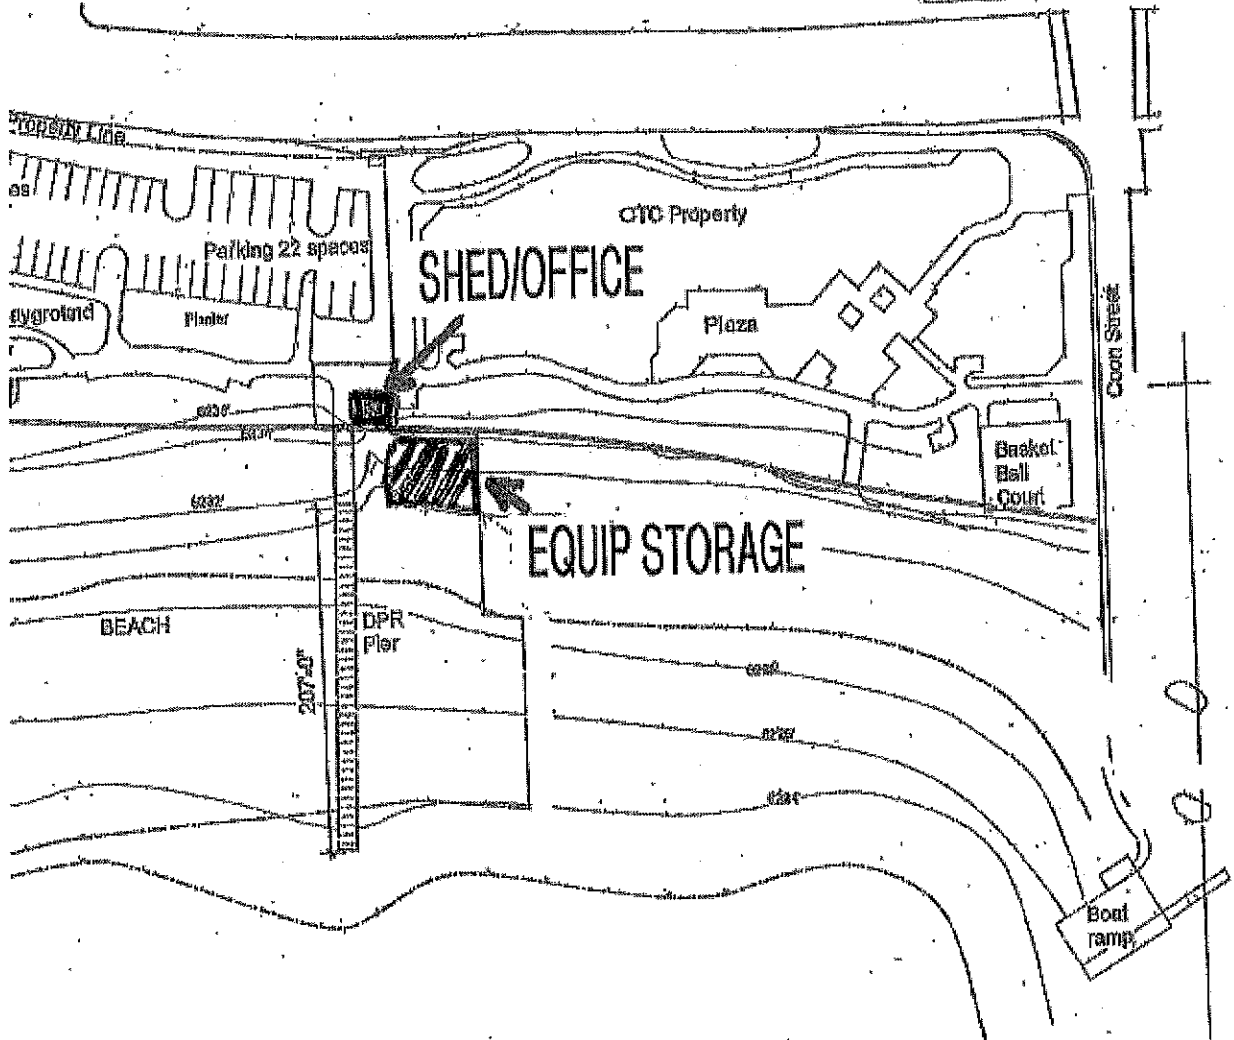 Property Line
Parking 22 spaces
CTC Property
SHED/OFFICE
Planter
Plaza
Coon Street
6232'
Basket
Ball
Court
EQUIP STORAGE
BEACH
DPR
Pier
207'-0"
Boat
ramp